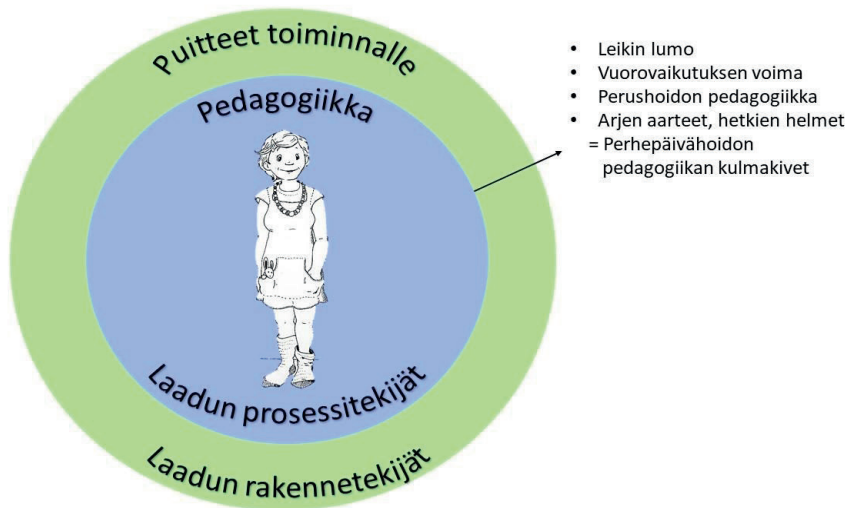 Puitteet toiminnalle
Pedagogiikka
Laadun prosessitekijät
Laadun rakennetekijät
• Leikin lumo
• Vuorovaikutuksen voima
• Perushoidon pedagogiikka
• Arjen aarteet, hetkien helmet
= Perhepäivähoidon
pedagogiikan kulmakivet